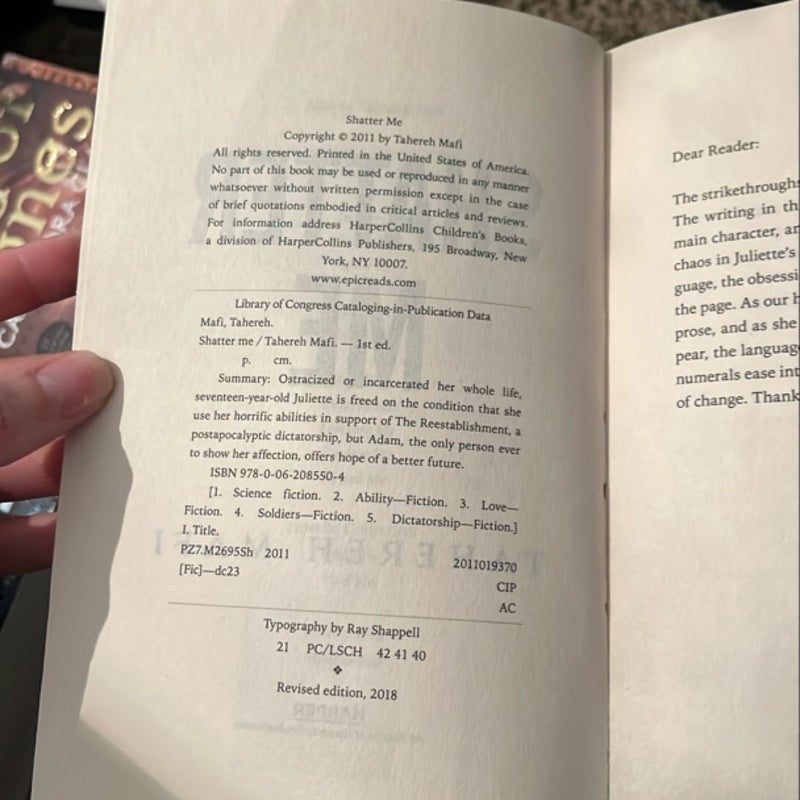 Shatter Me
Copyright © 2011 by Tahereh Mafi
All rights reserved. Printed in the United States of America.
No part of this book may be used or reproduced in any manner
whatsoever without written permission except in the case
of brief quotations embodied in critical articles and reviews.
For information address HarperCollins Children's Books,
a division of HarperCollins Publishers, 195 Broadway, New
York, NY 10007.
www.epicreads.com
Library of Congress Cataloging-in-Publication Data
Mafi, Tahereh.
Shatter me / Tahereh Mafi. — 1st ed.
p. cm.
Summary: Ostracized or incarcerated her whole life,
seventeen-year-old Juliette is freed on the condition that she
use her horrific abilities in support of The Reestablishment, a
postapocalyptic dictatorship, but Adam, the only person ever
to show her affection, offers hope of a better future.
ISBN 978-0-06-208550-4
[1. Science fiction. 2. Ability—Fiction. 3. Love—
Fiction. 4. Soldiers—Fiction. 5. Dictatorship—Fiction.]
I. Title.
PZ7.M2695Sh 2011 2011019370
[Fic]—dc23 CIP
AC
Typography by Ray Shappell
21 PC/LSCH 42 41 40
❖
Revised edition, 2018
Dear Reader:
The strikethroughs
The writing in th
main character, an
chaos in Juliette's
guage, the obsessi
the page. As our h
prose, and as she
pear, the languag
numerals ease int
of change. Thank